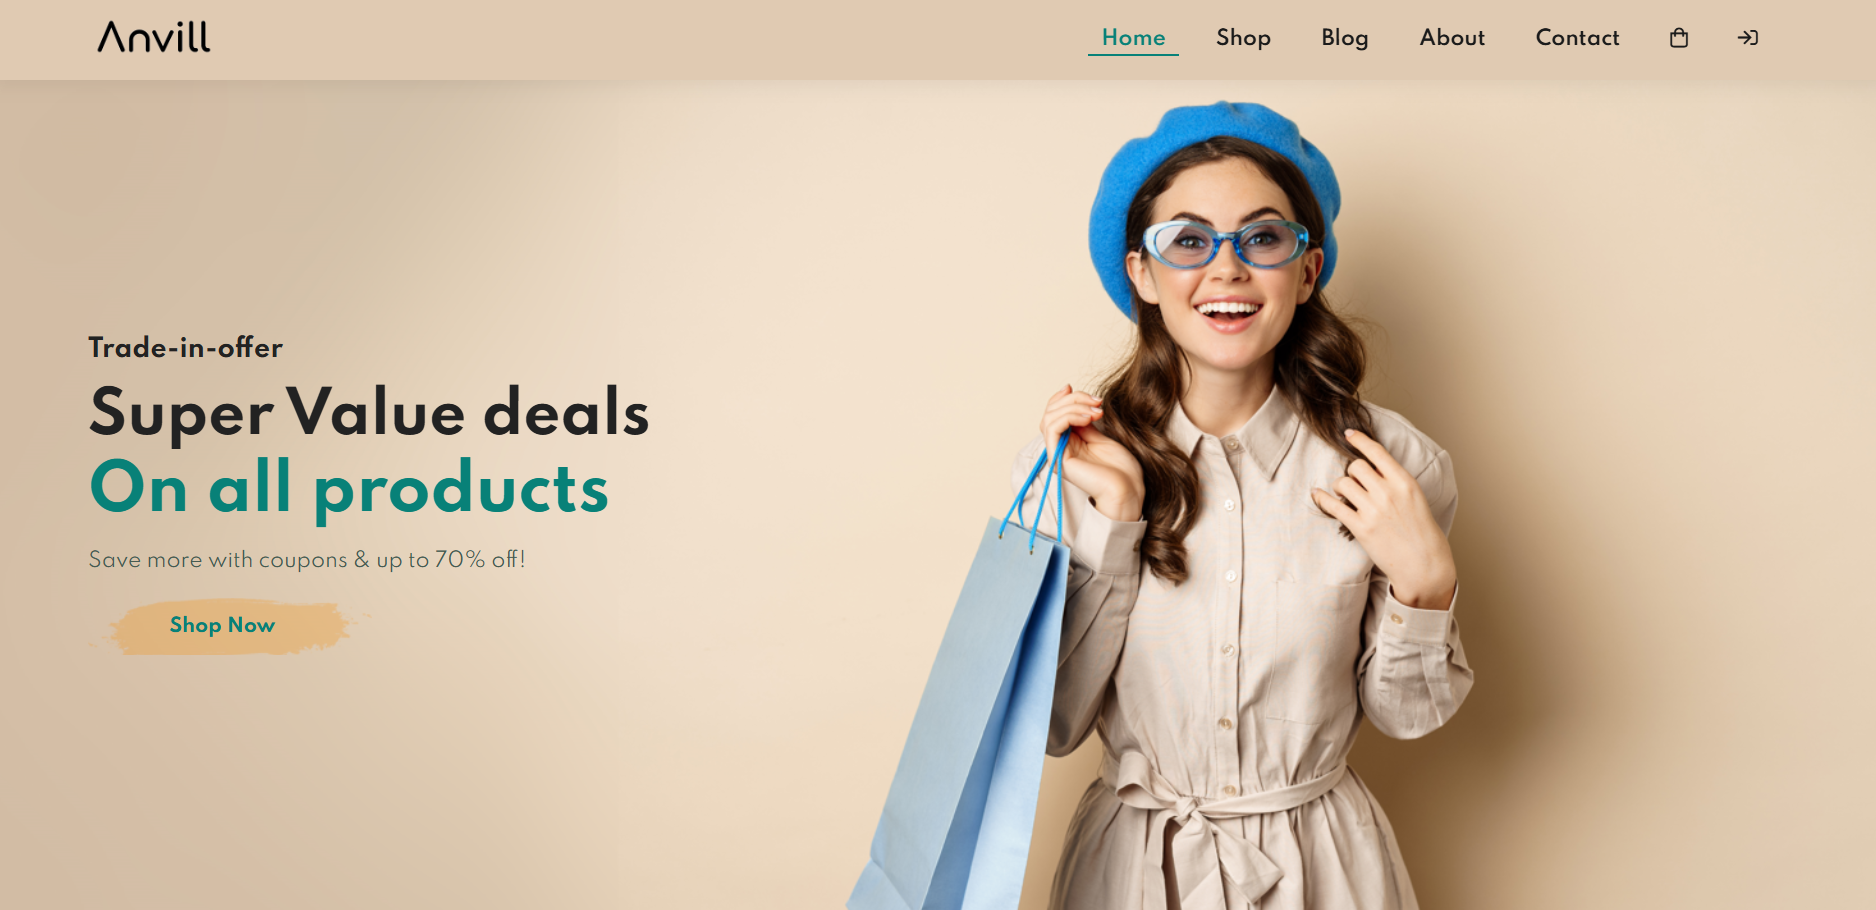 Anvill
Home Shop Blog About Contact
Trade-in-offer
Super Value deals
On all products
Save more with coupons & up to 70% off!
Shop Now